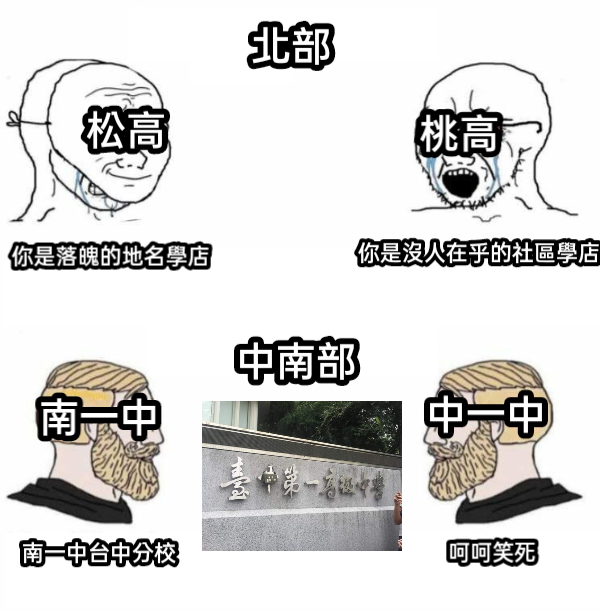 北部
松高
桃高
你是落魄的地名學店
你是沒人在乎的社區學店
中南部
南一中
中一中
臺中第一高級中學
南一中台中分校
呵呵笑死